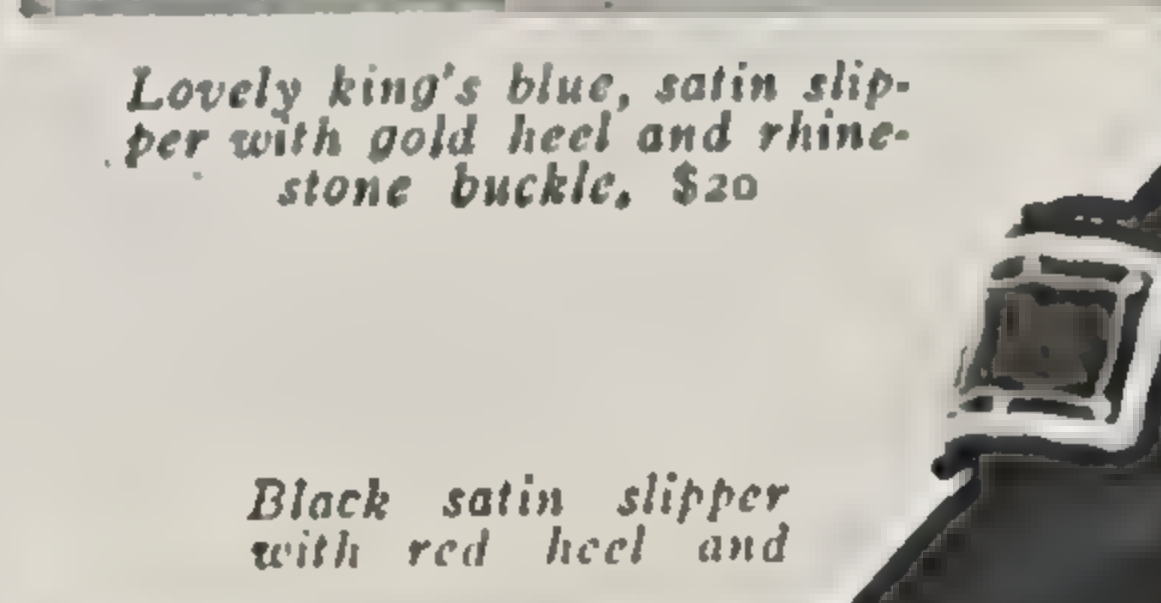 Lovely king's blue, satin slip-
per with gold heel and rhine-
stone buckle, $20
Black satin slipper
with red heel and